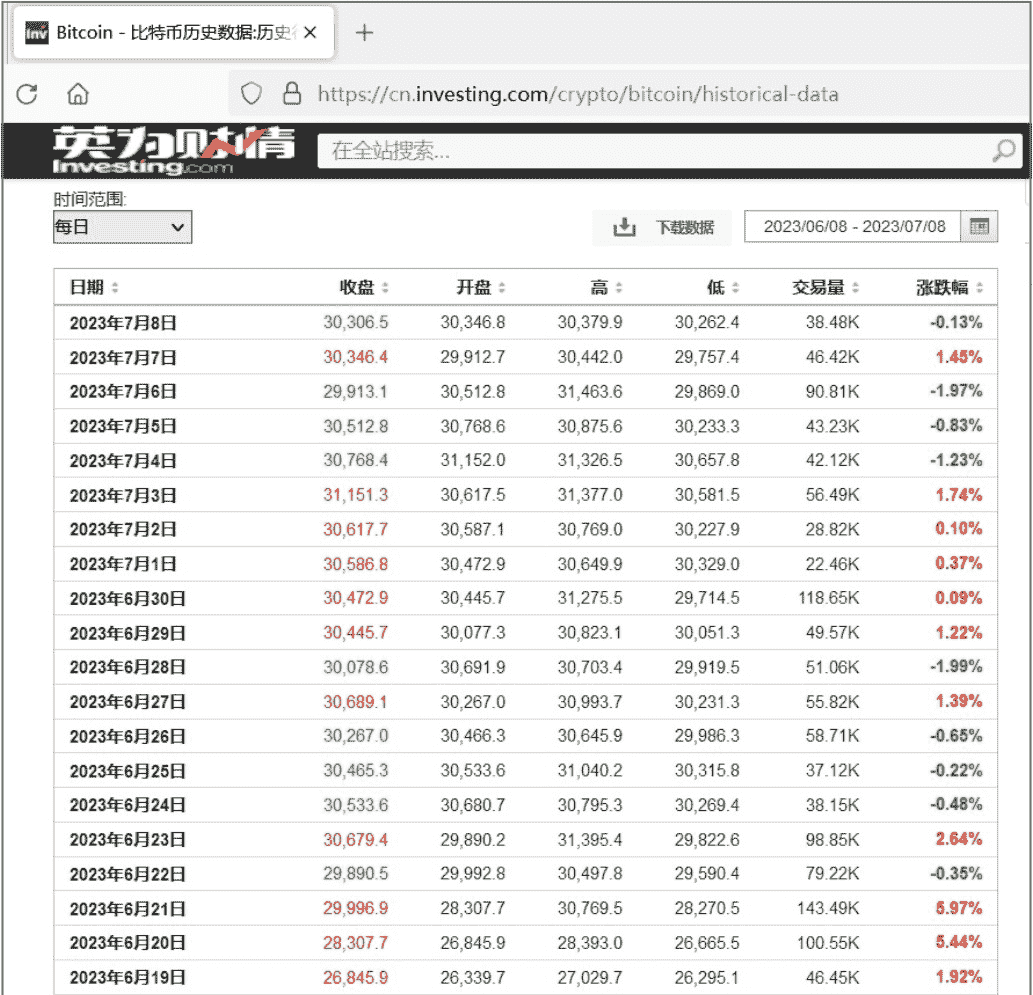 Inv Bitcoin - 比特币历史数据:历史行
https://cn.investing.com/crypto/bitcoin/historical-data
英为财情 在全站搜索...
Investing.com
时间范围:
每日 下载数据 2023/06/08 - 2023/07/08
日期 收盘 开盘 高 低 交易量 涨跌幅
2023年7月8日 30,306.5 30,346.8 30,379.9 30,262.4 38.48K -0.13%
2023年7月7日 30,346.4 29,912.7 30,442.0 29,757.4 46.42K 1.45%
2023年7月6日 29,913.1 30,512.8 31,463.6 29,869.0 90.81K -1.97%
2023年7月5日 30,512.8 30,768.6 30,875.6 30,233.3 43.23K -0.83%
2023年7月4日 30,768.4 31,152.0 31,326.5 30,657.8 42.12K -1.23%
2023年7月3日 31,151.3 30,617.5 31,377.0 30,581.5 56.49K 1.74%
2023年7月2日 30,617.7 30,587.1 30,769.0 30,227.9 28.82K 0.10%
2023年7月1日 30,586.8 30,472.9 30,649.9 30,329.0 22.46K 0.37%
2023年6月30日 30,472.9 30,445.7 31,275.5 29,714.5 118.65K 0.09%
2023年6月29日 30,445.7 30,077.3 30,823.1 30,051.3 49.57K 1.22%
2023年6月28日 30,078.6 30,691.9 30,703.4 29,919.5 51.06K -1.99%
2023年6月27日 30,689.1 30,267.0 30,993.7 30,231.3 55.82K 1.39%
2023年6月26日 30,267.0 30,466.3 30,645.9 29,986.3 58.71K -0.65%
2023年6月25日 30,465.3 30,533.6 31,040.2 30,315.8 37.12K -0.22%
2023年6月24日 30,533.6 30,680.7 30,795.3 30,269.4 38.15K -0.48%
2023年6月23日 30,679.4 29,890.2 31,395.4 29,822.6 98.85K 2.64%
2023年6月22日 29,890.5 29,992.8 30,497.8 29,590.4 79.22K -0.35%
2023年6月21日 29,996.9 28,307.7 30,769.5 28,270.5 143.49K 5.97%
2023年6月20日 28,307.7 26,845.9 28,393.0 26,665.5 100.55K 5.44%
2023年6月19日 26,845.9 26,339.7 27,029.7 26,295.1 46.45K 1.92%